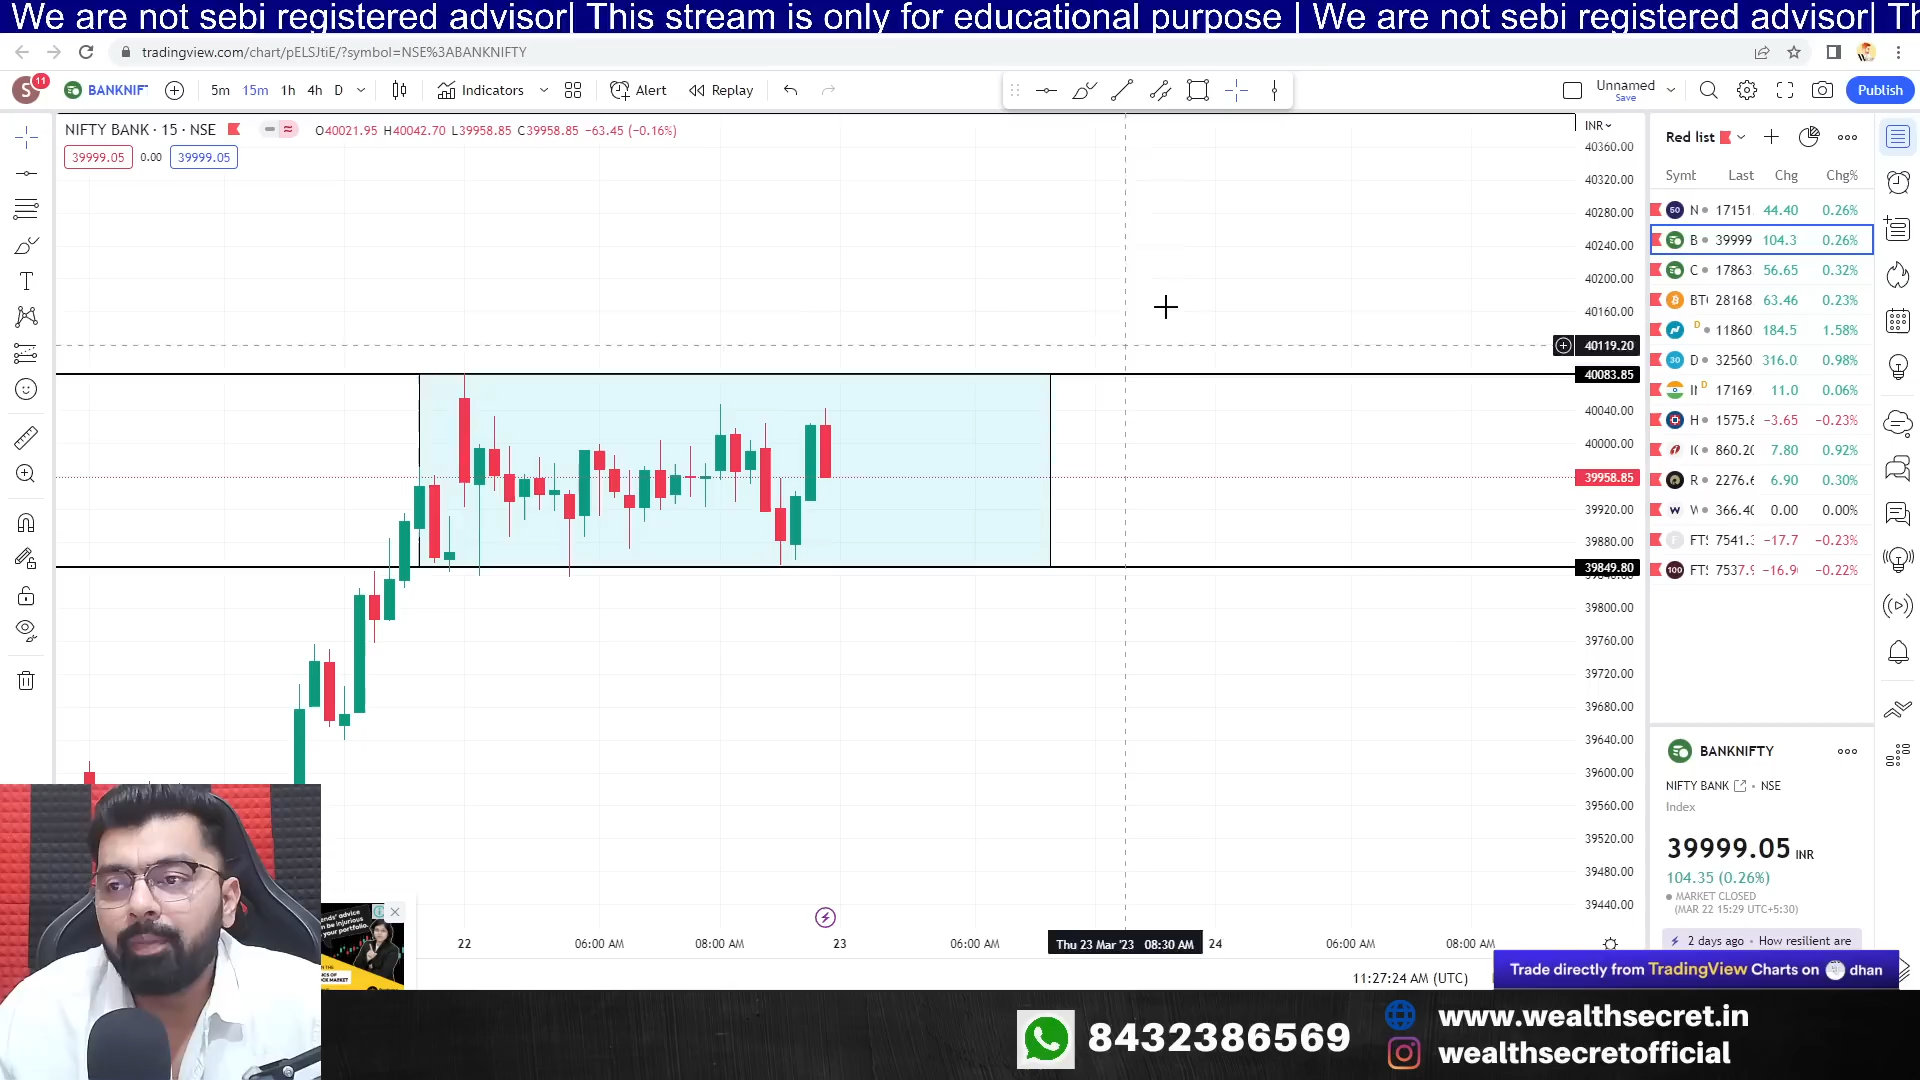 We are not sebi registered advisor| This stream is only for educational purpose | We are not sebi registered advisor| Th
tradingview.com/chart/pELSJtiE/?symbol=NSE%3ABANKNIFTY
S 11 BANKNIF 5m 15m 1h 4h D Indicators Alert Replay Unnamed Save Publish
NIFTY BANK · 15 · NSE O40021.95 H40042.70 L39958.85 C39958.85 −63.45 (−0.16%)
39999.05 0.00 39999.05
INR
40360.00
40320.00
40280.00
40240.00
40200.00
40160.00
40119.20
40083.85
40040.00
40000.00
39958.85
39920.00
39880.00
39849.80
39800.00
39760.00
39720.00
39680.00
39640.00
39600.00
39560.00
39520.00
39480.00
39440.00
22 06:00 AM 08:00 AM 23 06:00 AM Thu 23 Mar '23 08:30 AM 24 06:00 AM 08:00 AM
11:27:24 AM (UTC)
Red list
Symt Last Chg Chg%
50 N 17151 44.40 0.26%
B 39999 104.3 0.26%
C 17863 56.65 0.32%
BT 28168 63.46 0.23%
D 11860 184.5 1.58%
30 D 32560 316.0 0.98%
D 17169 11.0 0.06%
H 1575.8 −3.65 −0.23%
860.20 7.80 0.92%
R 2276.6 6.90 0.30%
W 366.40 0.00 0.00%
F FT 7541.3 −17.7 −0.23%
100 FT 7537.9 −16.9 −0.22%
BANKNIFTY
NIFTY BANK · NSE
Index
39999.05 INR
104.35 (0.26%)
MARKET CLOSED
(MAR 22 15:29 UTC+5:30)
2 days ago · How resilient are
Trade directly from TradingView Charts on dhan
ends' advice
can be injurious
your portfolio.
8432386569
www.wealthsecret.in
wealthsecretofficial